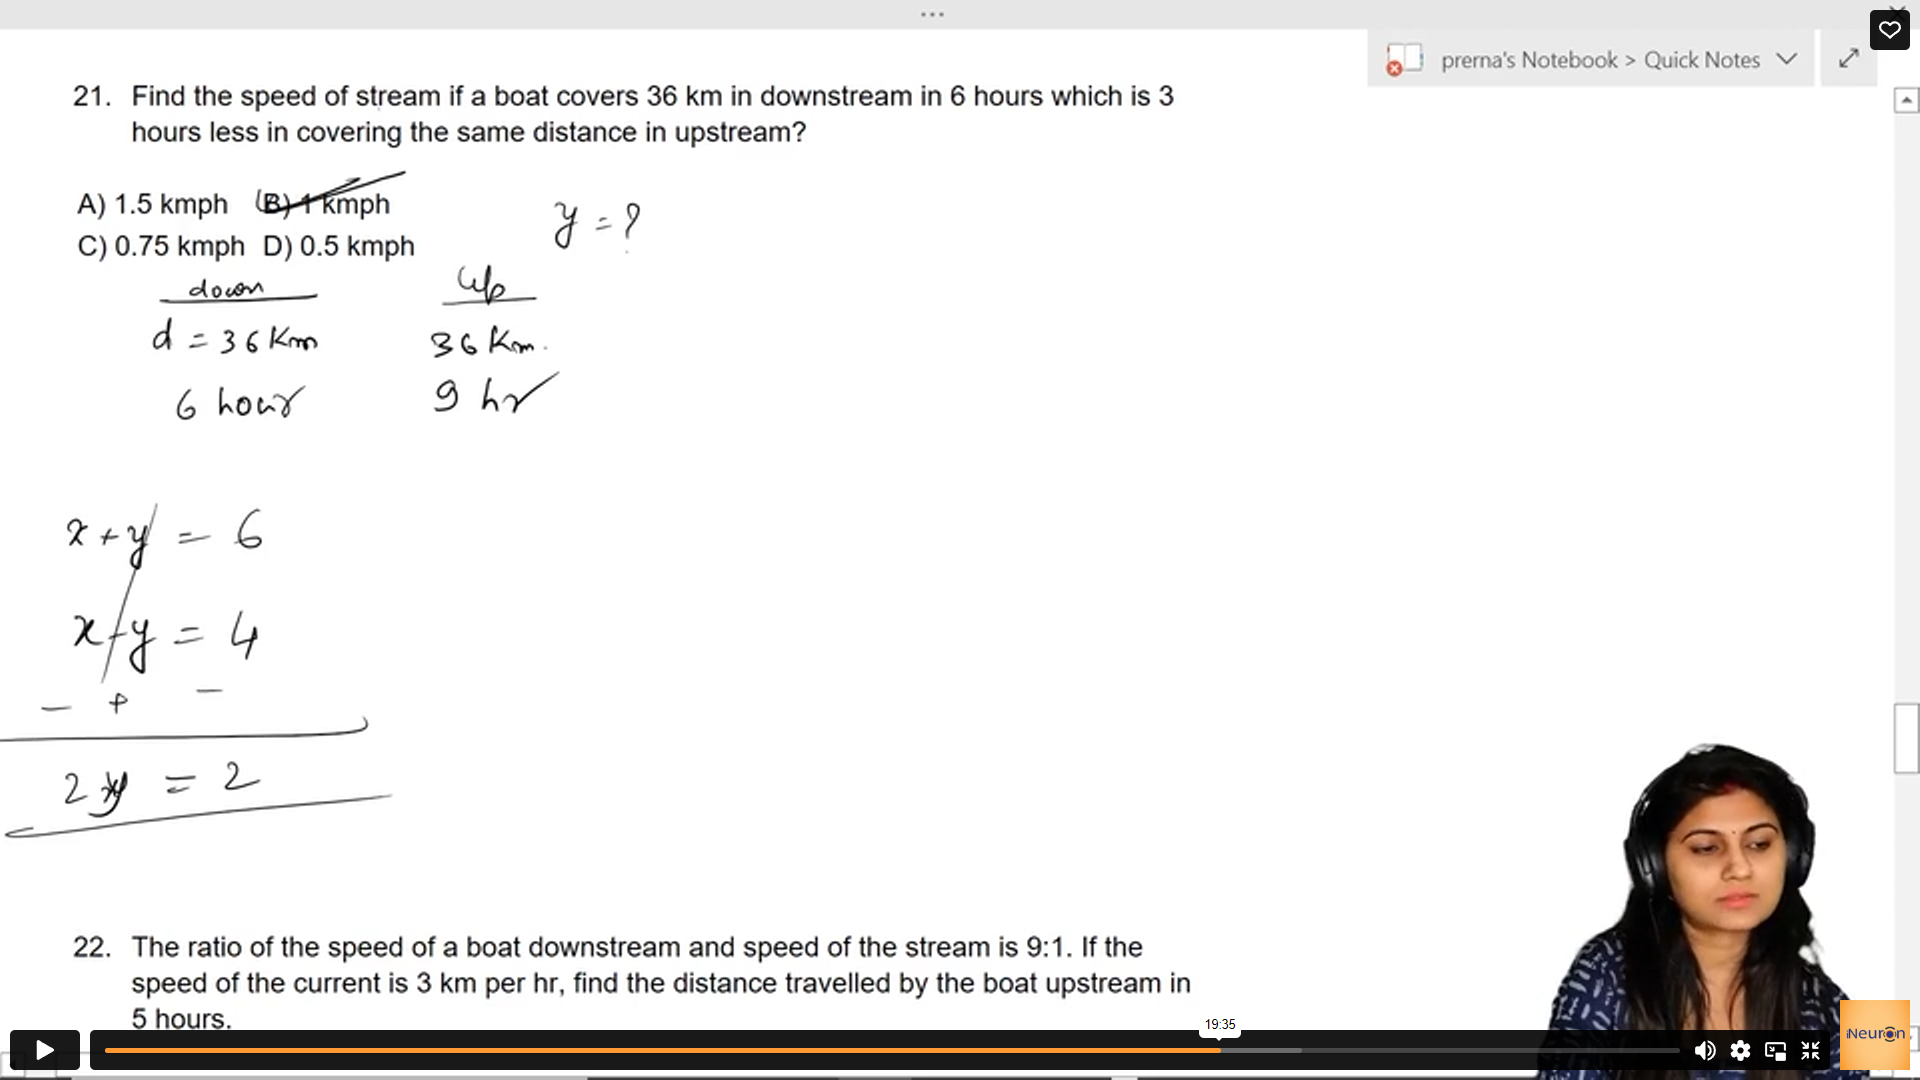 prerna's Notebook > Quick Notes
21. Find the speed of stream if a boat covers 36 km in downstream in 6 hours which is 3
hours less in covering the same distance in upstream?
A) 1.5 kmph (B) 1 kmph
C) 0.75 kmph D) 0.5 kmph
y = ?
down
up
d = 36 Km
36 Km.
6 hour
9 hr
x + y = 6
x - y = 4
- + -
2 y = 2
22. The ratio of the speed of a boat downstream and speed of the stream is 9:1. If the
speed of the current is 3 km per hr, find the distance travelled by the boat upstream in
5 hours.
19:35
iNeuron